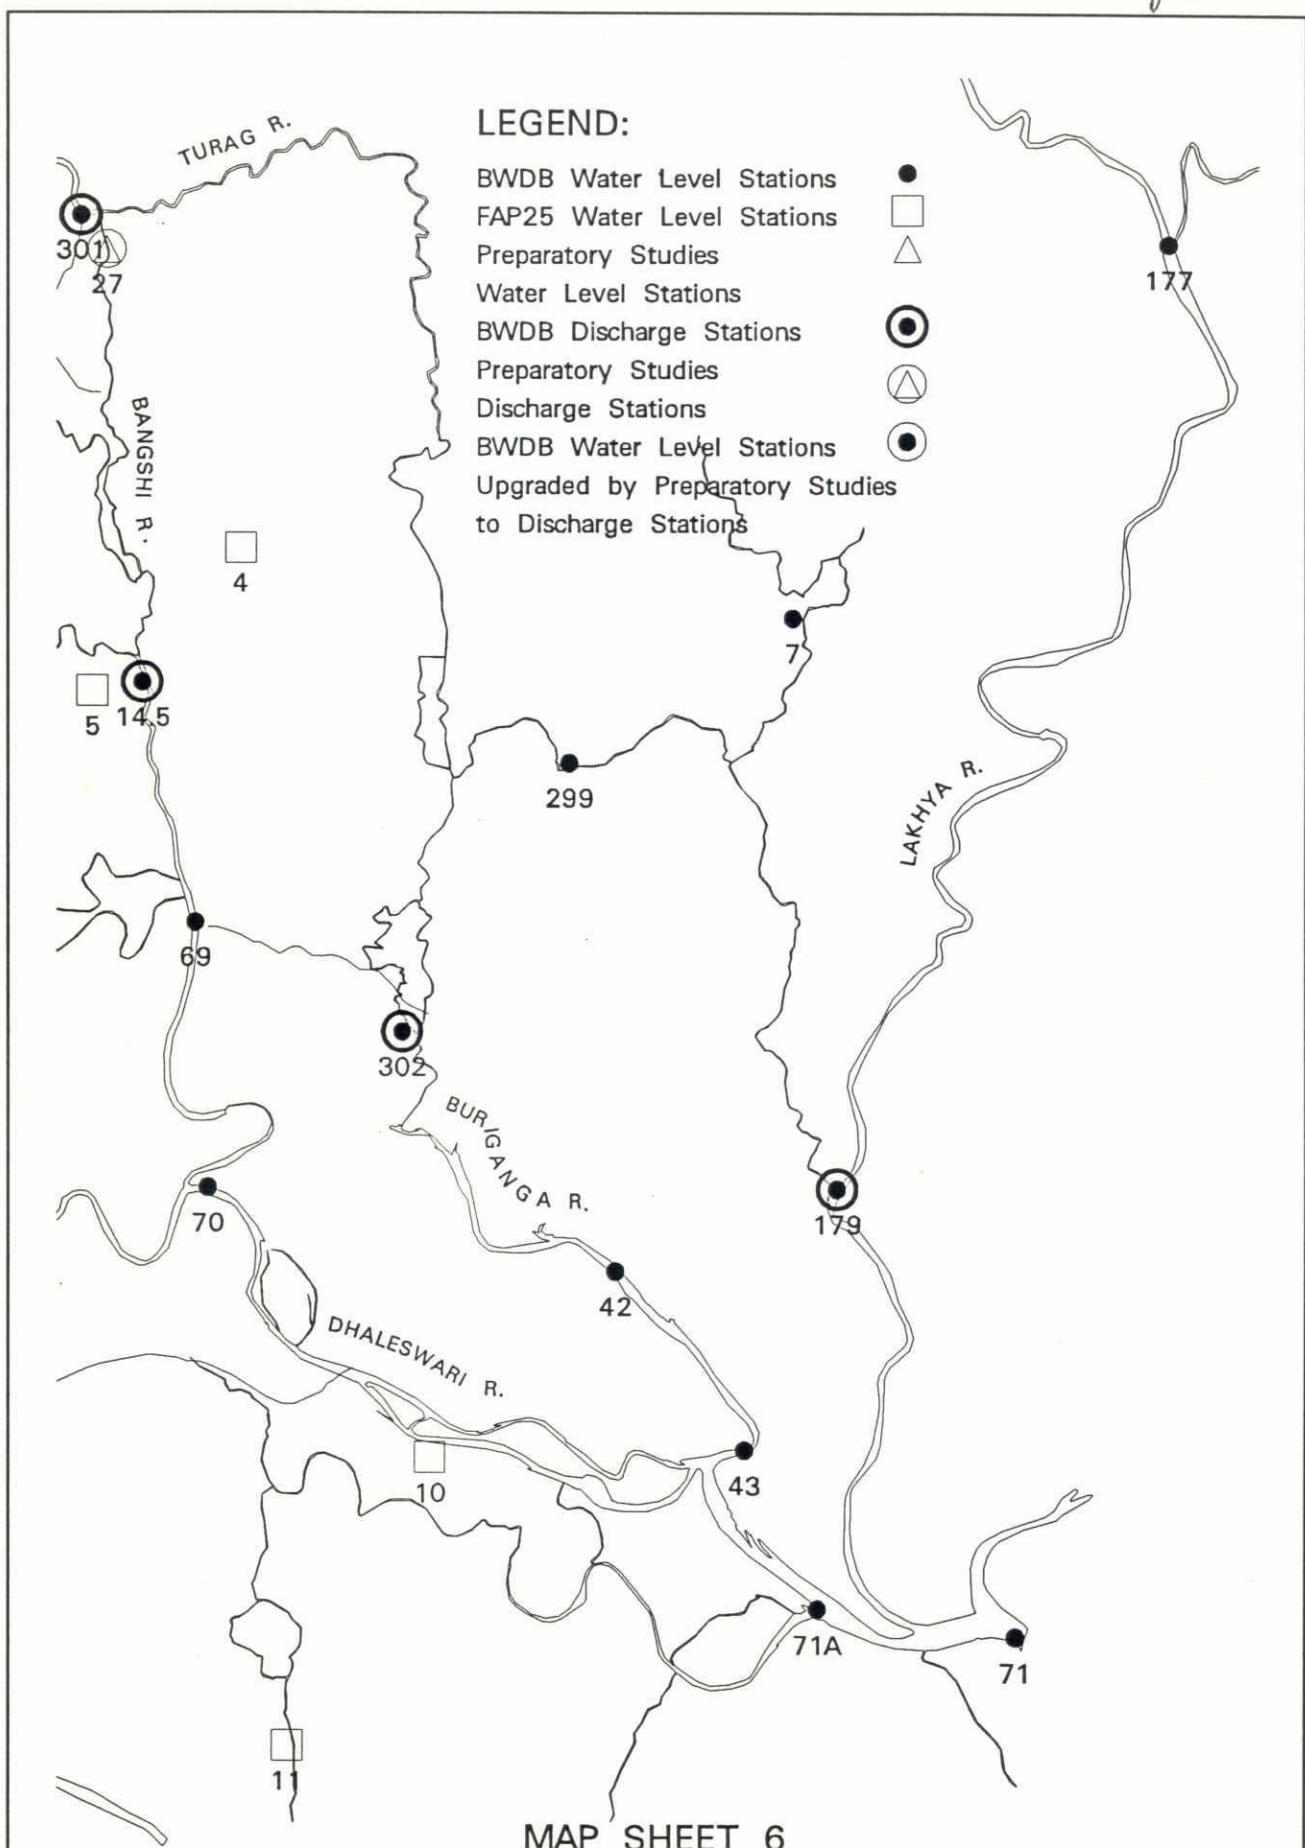 LEGEND:
BWDB Water Level Stations
FAP25 Water Level Stations
Preparatory Studies
Water Level Stations
BWDB Discharge Stations
Preparatory Studies
Discharge Stations
BWDB Water Level Stations
Upgraded by Preparatory Studies
to Discharge Stations
TURAG R.
301
27
177
BANGSHI R.
4
7
5
14.5
299
LAKHYA R.
69
302
BURIGANGA R.
179
70
42
DHALESWARI R.
43
10
71A
71
11
MAP SHEET 6